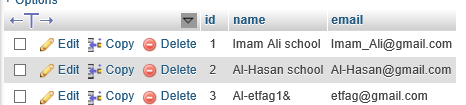 Options
id name email
Edit Copy Delete 1 Imam Ali school Imam_Ali@gmail.com
Edit Copy Delete 2 Al-Hasan school Al-Hasan@gmail.com
Edit Copy Delete 3 Al-etfag1& etfag@gmail.com